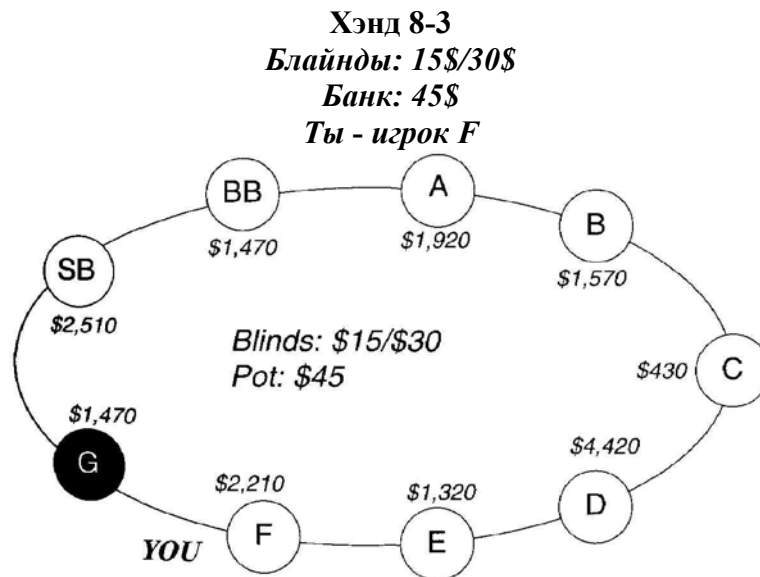 Хэнд 8-3
Блайнды: 15$/30$
Банк: 45$
Ты - игрок F
BB
$1,470
A
$1,920
B
$1,570
SB
$2,510
Blinds: $15/$30
Pot: $45
$430 C
$1,470
G
$4,420
D
$2,210
F
$1,320
E
YOU